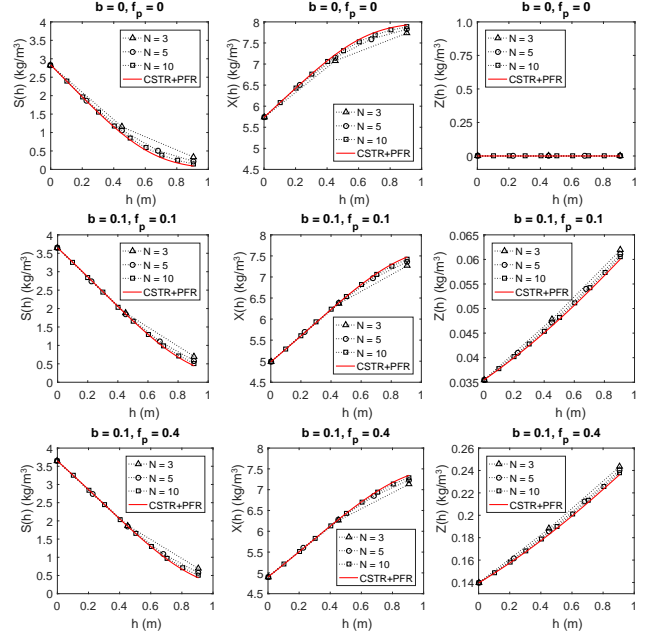 b = 0, f_p = 0
b = 0, f_p = 0
b = 0, f_p = 0
S(h) (kg/m³)
4
3.5
3
2.5
2
1.5
1
0.5
0
N = 3
N = 5
N = 10
CSTR+PFR
0 0.2 0.4 0.6 0.8 1
h (m)
X(h) (kg/m³)
8
7.5
7
6.5
6
5.5
5
4.5
N = 3
N = 5
N = 10
CSTR+PFR
0 0.2 0.4 0.6 0.8 1
h (m)
Z(h) (kg/m³)
1.0
0.75
0.5
0.25
0
N = 3
N = 5
N = 10
CSTR+PFR
0 0.2 0.4 0.6 0.8 1
h (m)
b = 0.1, f_p = 0.1
b = 0.1, f_p = 0.1
b = 0.1, f_p = 0.1
S(h) (kg/m³)
4
3.5
3
2.5
2
1.5
1
0.5
0
N = 3
N = 5
N = 10
CSTR+PFR
0 0.2 0.4 0.6 0.8 1
h (m)
X(h) (kg/m³)
8
7.5
7
6.5
6
5.5
5
4.5
N = 3
N = 5
N = 10
CSTR+PFR
0 0.2 0.4 0.6 0.8 1
h (m)
Z(h) (kg/m³)
0.065
0.06
0.055
0.05
0.045
0.04
0.035
N = 3
N = 5
N = 10
CSTR+PFR
0 0.2 0.4 0.6 0.8 1
h (m)
b = 0.1, f_p = 0.4
b = 0.1, f_p = 0.4
b = 0.1, f_p = 0.4
S(h) (kg/m³)
4
3.5
3
2.5
2
1.5
1
0.5
0
N = 3
N = 5
N = 10
CSTR+PFR
0 0.2 0.4 0.6 0.8 1
h (m)
X(h) (kg/m³)
8
7
6
5
4
N = 3
N = 5
N = 10
CSTR+PFR
0 0.2 0.4 0.6 0.8 1
h (m)
Z(h) (kg/m³)
0.26
0.24
0.22
0.2
0.18
0.16
0.14
N = 3
N = 5
N = 10
CSTR+PFR
0 0.2 0.4 0.6 0.8 1
h (m)